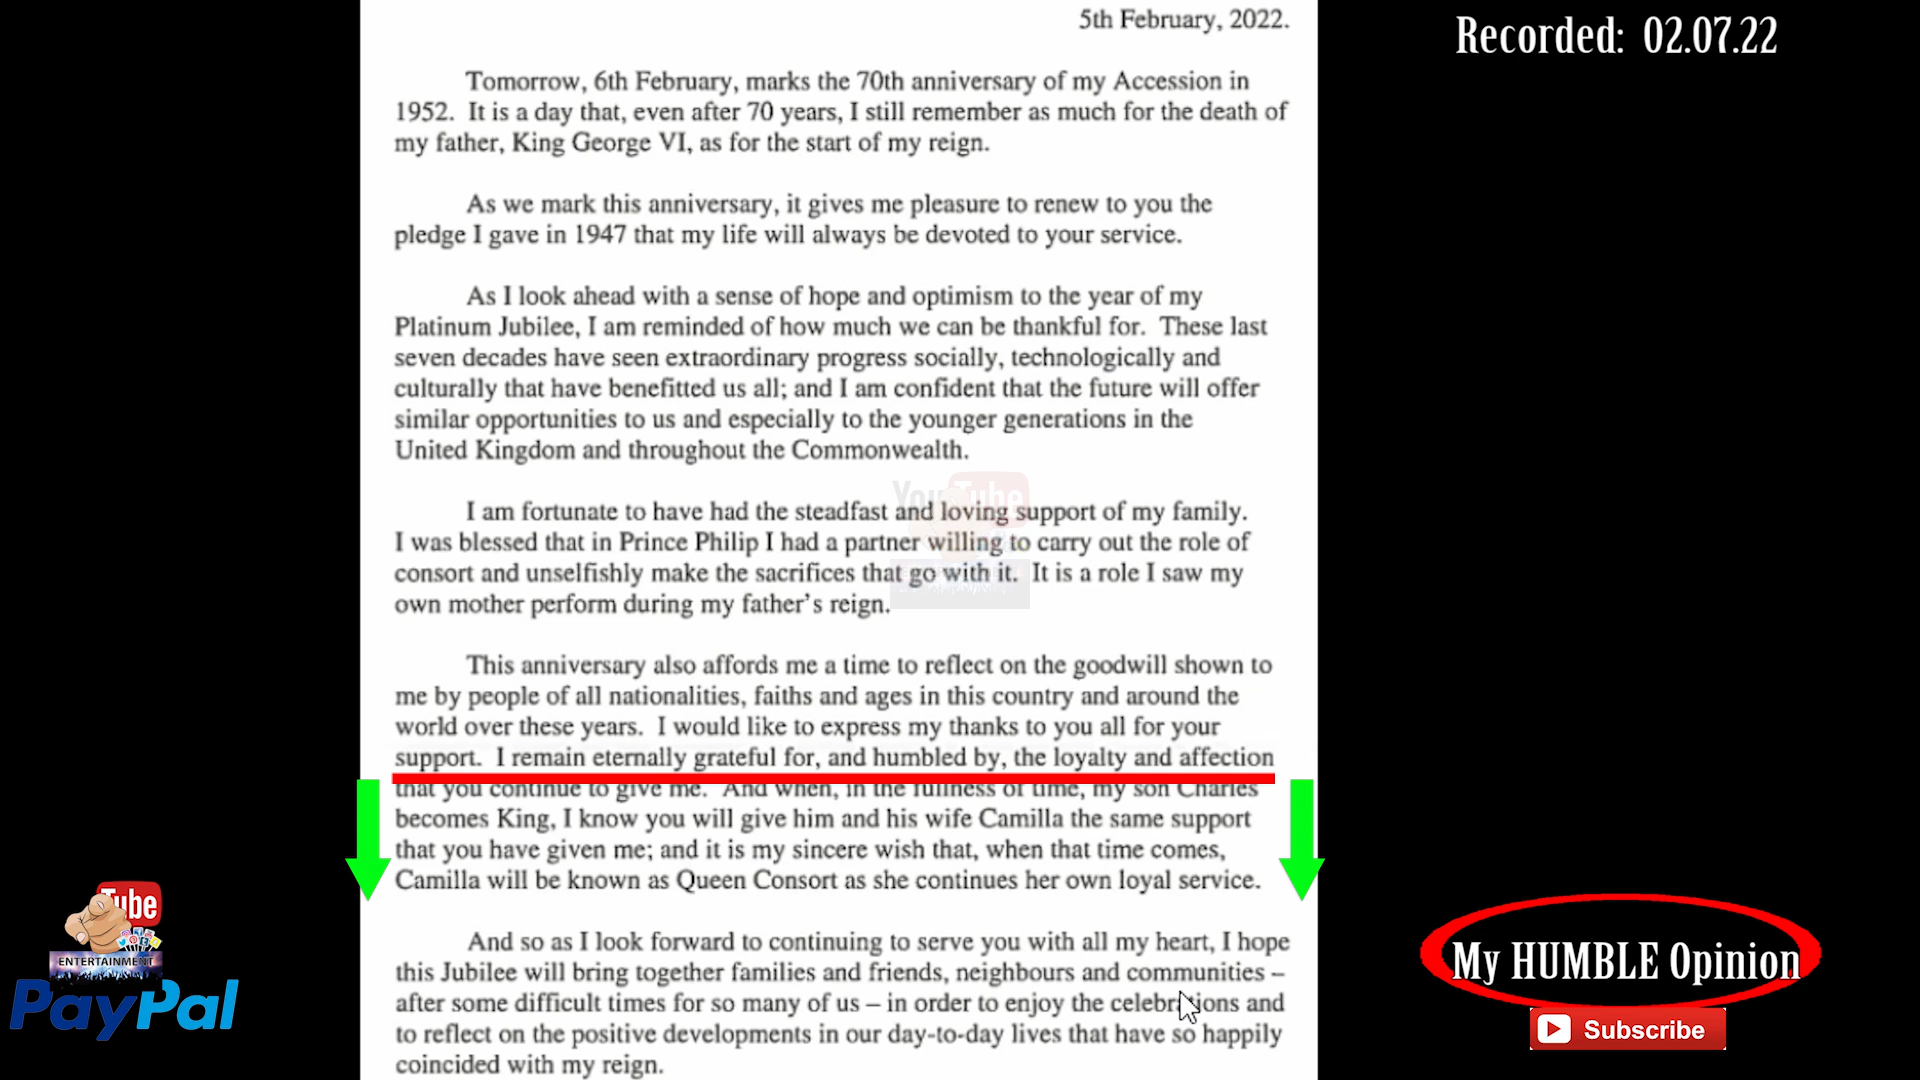 5th February, 2022.
Recorded: 02.07.22
Tomorrow, 6th February, marks the 70th anniversary of my Accession in
1952. It is a day that, even after 70 years, I still remember as much for the death of
my father, King George VI, as for the start of my reign.
As we mark this anniversary, it gives me pleasure to renew to you the
pledge I gave in 1947 that my life will always be devoted to your service.
As I look ahead with a sense of hope and optimism to the year of my
Platinum Jubilee, I am reminded of how much we can be thankful for. These last
seven decades have seen extraordinary progress socially, technologically and
culturally that have benefitted us all; and I am confident that the future will offer
similar opportunities to us and especially to the younger generations in the
United Kingdom and throughout the Commonwealth.
YouTube
I am fortunate to have had the steadfast and loving support of my family.
I was blessed that in Prince Philip I had a partner willing to carry out the role of
consort and unselfishly make the sacrifices that go with it. It is a role I saw my
own mother perform during my father's reign.
This anniversary also affords me a time to reflect on the goodwill shown to
me by people of all nationalities, faiths and ages in this country and around the
world over these years. I would like to express my thanks to you all for your
support. I remain eternally grateful for, and humbled by, the loyalty and affection
that you continue to give me. And when, in the fullness of time, my son Charles
becomes King, I know you will give him and his wife Camilla the same support
that you have given me; and it is my sincere wish that, when that time comes,
Camilla will be known as Queen Consort as she continues her own loyal service.
And so as I look forward to continuing to serve you with all my heart, I hope
this Jubilee will bring together families and friends, neighbours and communities –
after some difficult times for so many of us – in order to enjoy the celebrations and
to reflect on the positive developments in our day-to-day lives that have so happily
coincided with my reign.
Tube
ENTERTAINMENT
PayPal
My HUMBLE Opinion
Subscribe